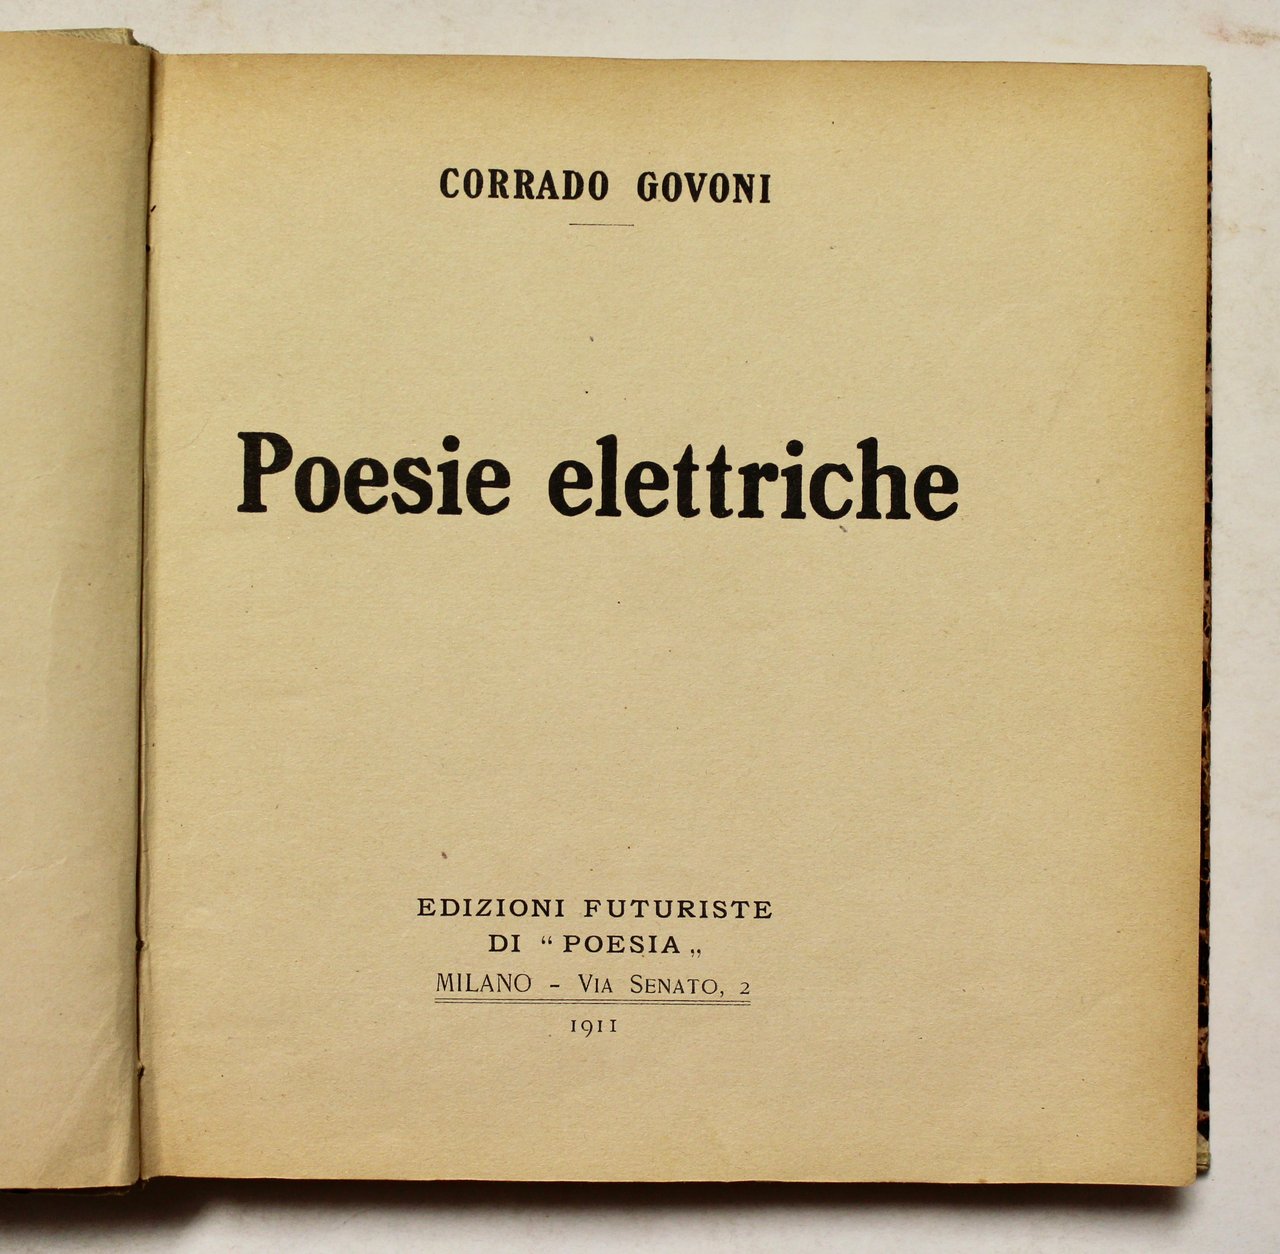 CORRADO GOVONI
Poesie elettriche
EDIZIONI FUTURISTE
DI “ POESIA „
MILANO - VIA SENATO, 2
1911